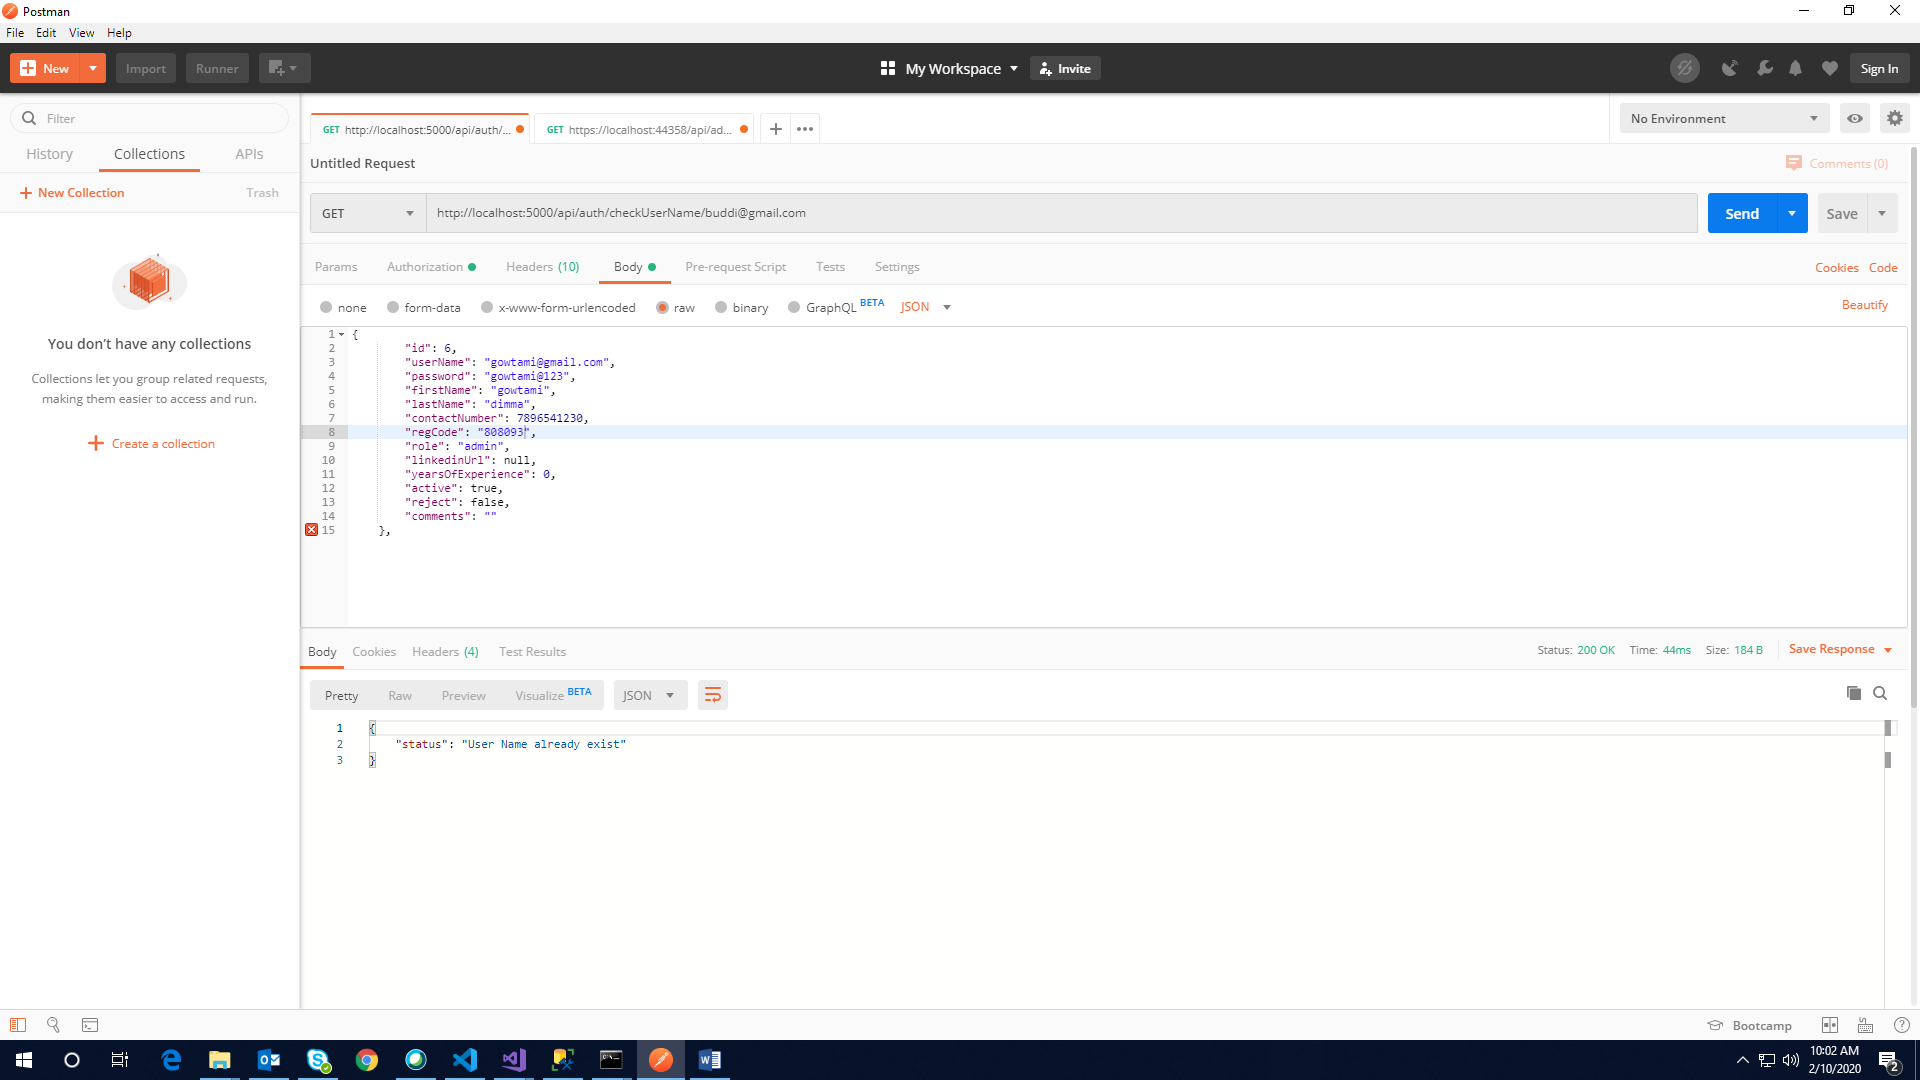 Postman
File Edit View Help
New Import Runner My Workspace Invite Sign In
Filter
History Collections APIs
New Collection Trash
You don't have any collections
Collections let you group related requests,
making them easier to access and run.
Create a collection
GET http://localhost:5000/api/auth/... GET https://localhost:44358/api/ad... No Environment
Untitled Request Comments (0)
GET http://localhost:5000/api/auth/checkUserName/buddi@gmail.com Send Save
Params Authorization Headers (10) Body Pre-request Script Tests Settings Cookies Code
none form-data x-www-form-urlencoded raw binary GraphQL BETA JSON Beautify
1 {
2 "id": 6,
3 "userName": "gowtami@gmail.com",
4 "password": "gowtami@123",
5 "firstName": "gowtami",
6 "lastName": "dimma",
7 "contactNumber": 7896541230,
8 "regCode": "808093",
9 "role": "admin",
10 "linkedinUrl": null,
11 "yearsOfExperience": 0,
12 "active": true,
13 "reject": false,
14 "comments": ""
15 },
Body Cookies Headers (4) Test Results Status: 200 OK Time: 44ms Size: 184 B Save Response
Pretty Raw Preview Visualize BETA JSON
1 {
2 "status": "User Name already exist"
3 }
Bootcamp
10:02 AM
2/10/2020
2